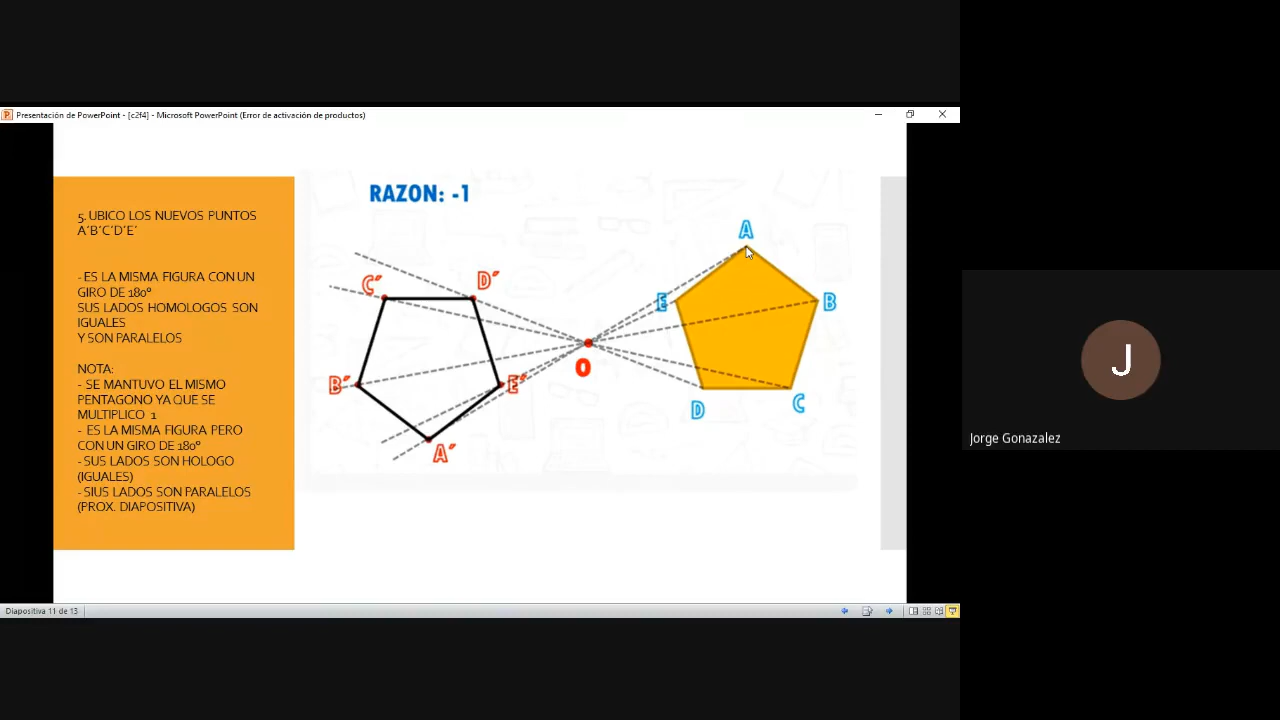 Presentación de PowerPoint - [c2f4] - Microsoft PowerPoint (Error de activación de productos)
5. UBICO LOS NUEVOS PUNTOS
A´B´C´D´E´
- ES LA MISMA FIGURA CON UN
GIRO DE 180º
SUS LADOS HOMOLOGOS SON
IGUALES
Y SON PARALELOS
NOTA:
- SE MANTUVO EL MISMO
PENTAGONO YA QUE SE
MULTIPLICO 1
- ES LA MISMA FIGURA PERO
CON UN GIRO DE 180º
- SUS LADOS SON HOLOGO
(IGUALES)
- SIUS LADOS SON PARALELOS
(PROX. DIAPOSITIVA)
RAZON: -1
A
C´
D´
E
B
O
B´
E´
D
C
A´
J
Jorge Gonazalez
Diapositiva 11 de 13